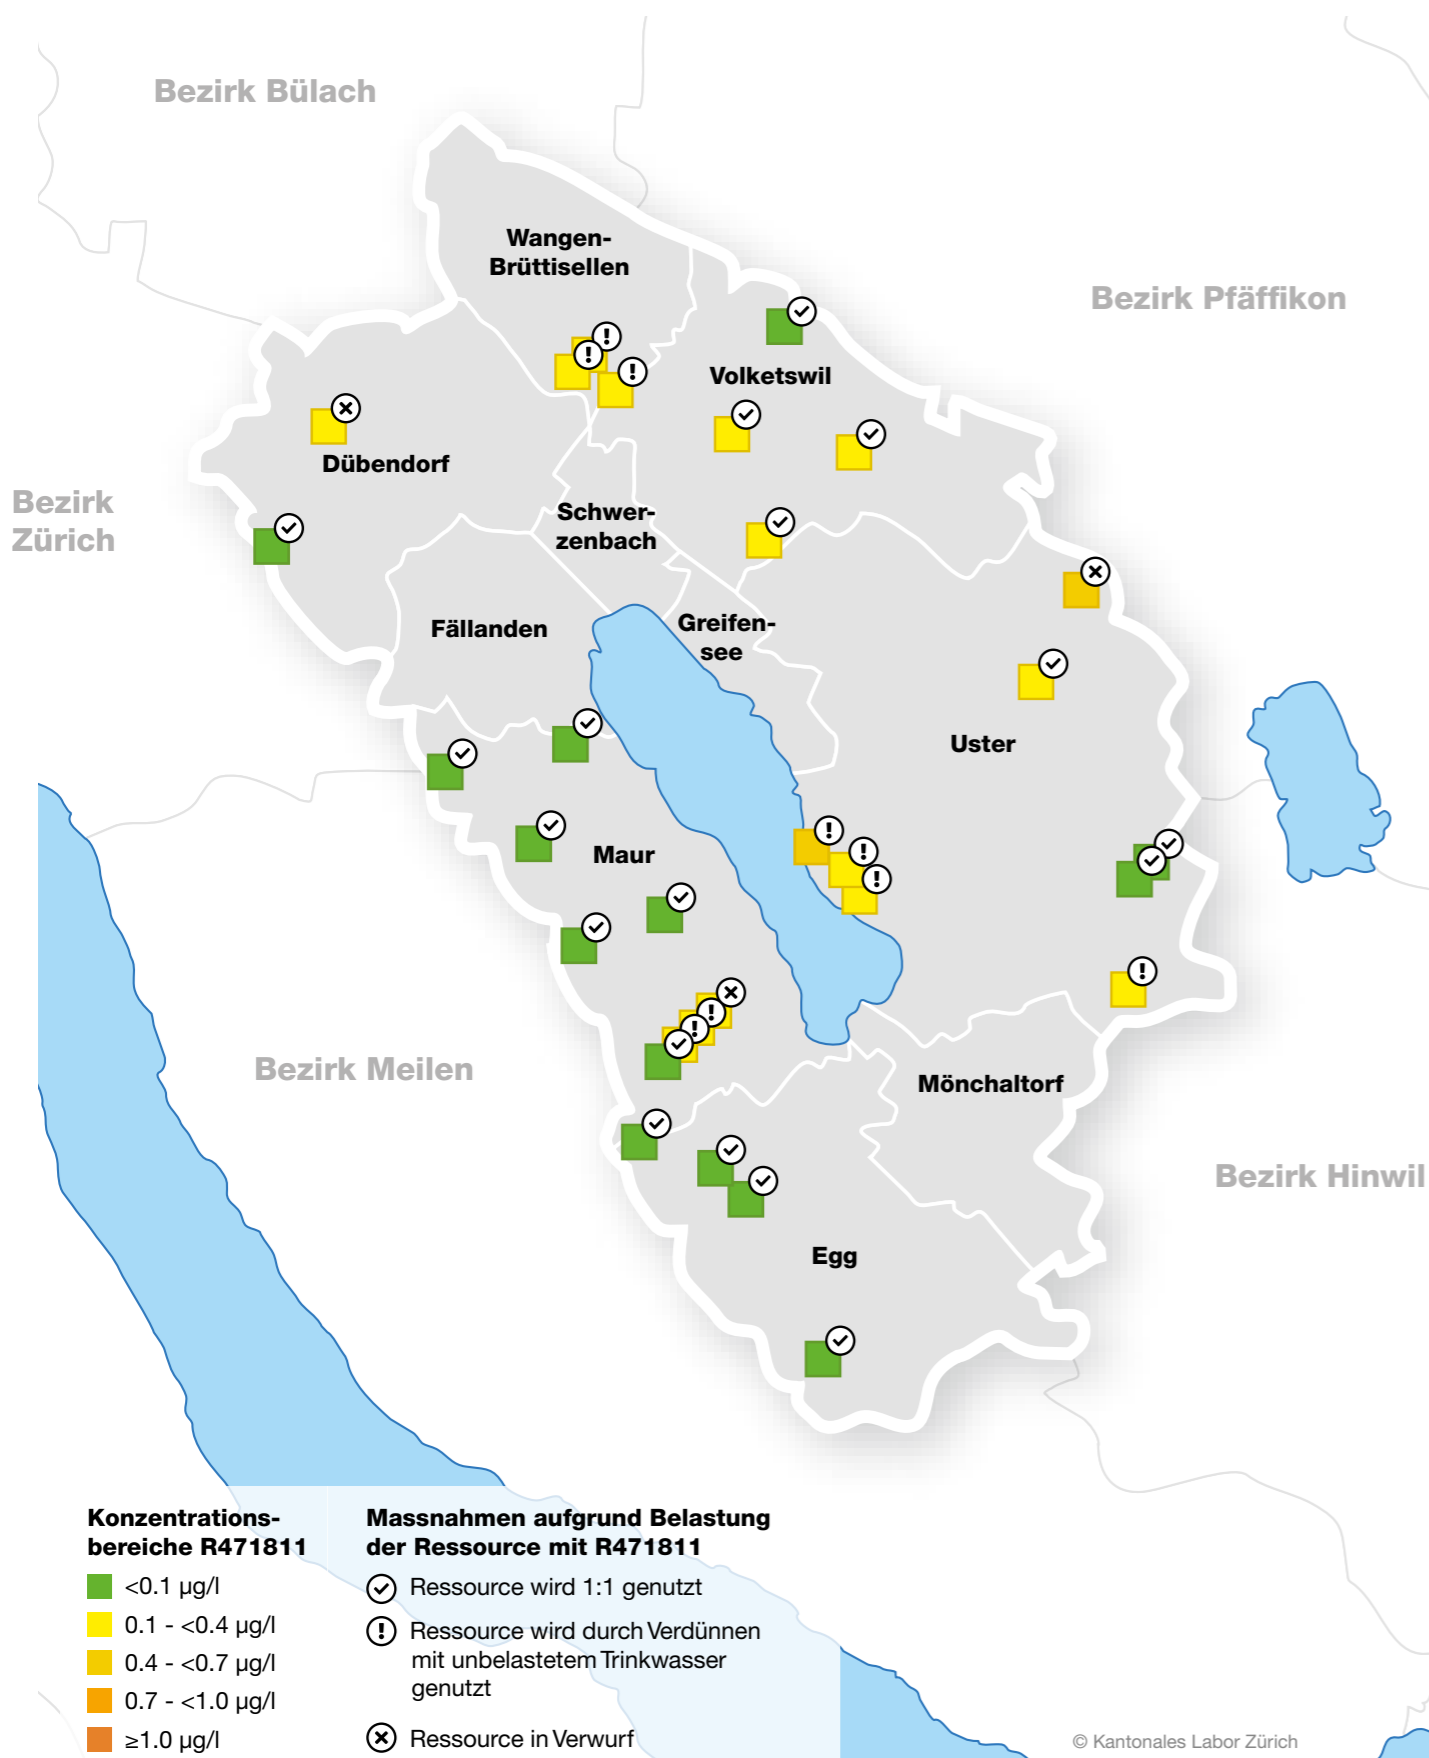 Bezirk Bülach
Wangen-
Brüttisellen
Bezirk Pfäffikon
Volketswil
Dübendorf
Bezirk
Zürich
Schwer-
zenbach
Fällanden
Greifen-
see
Uster
Maur
Bezirk Meilen
Mönchaltorf
Bezirk Hinwil
Egg
Konzentrations-
bereiche R471811
<0.1 µg/l
0.1 - <0.4 µg/l
0.4 - <0.7 µg/l
0.7 - <1.0 µg/l
≥1.0 µg/l
Massnahmen aufgrund Belastung
der Ressource mit R471811
Ressource wird 1:1 genutzt
Ressource wird durch Verdünnen
mit unbelastetem Trinkwasser
genutzt
Ressource in Verwurf
© Kantonales Labor Zürich